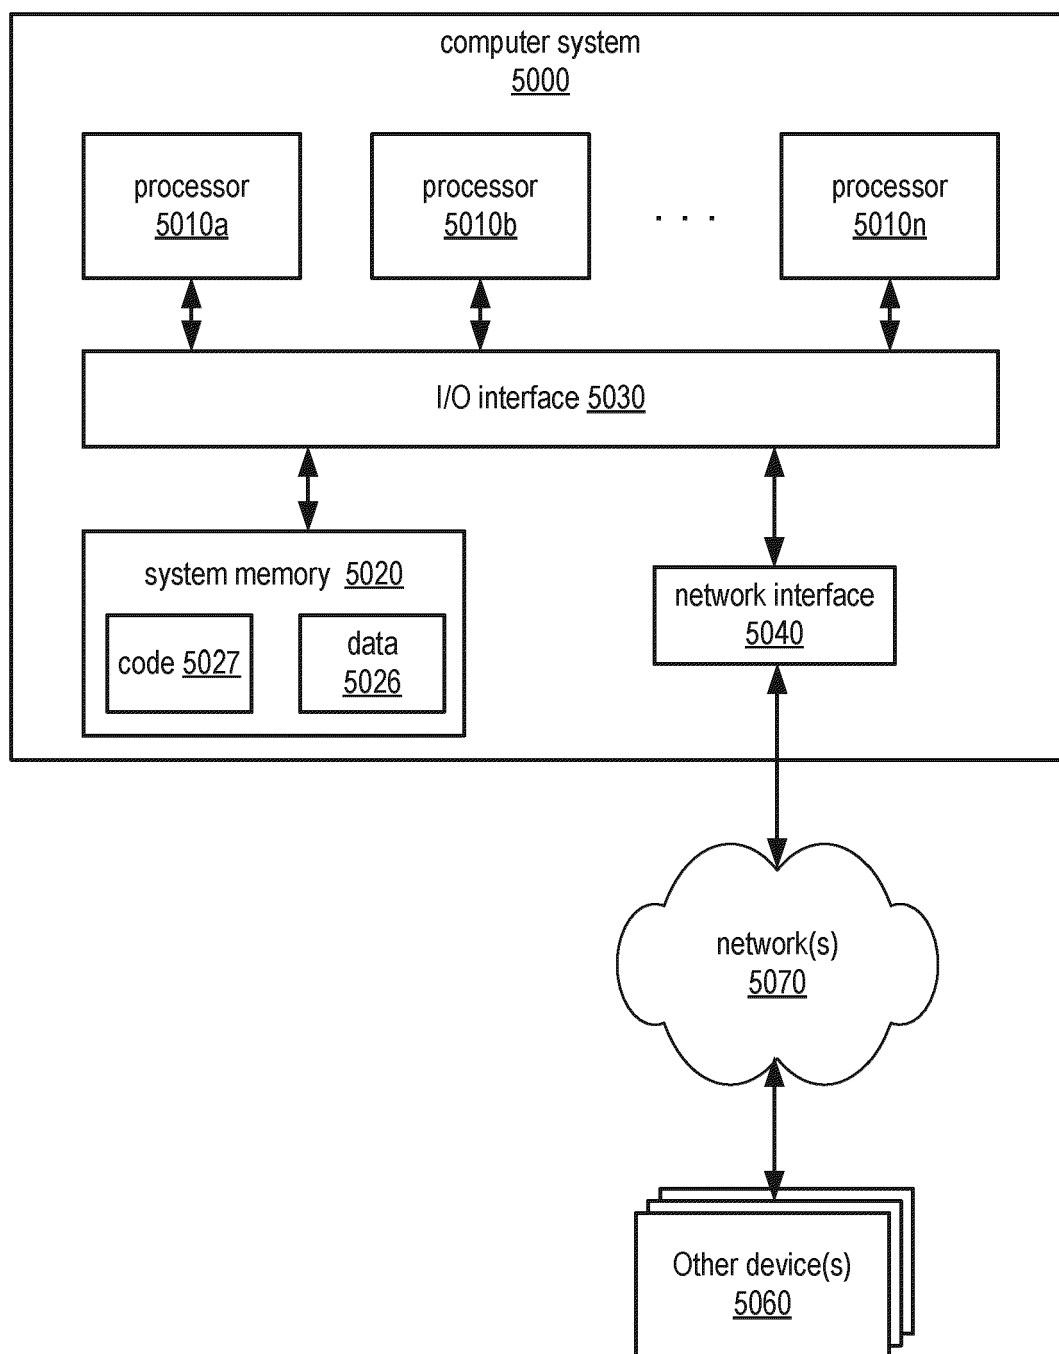 computer system
5000
processor
5010a
processor
5010b
. . .
processor
5010n
I/O interface 5030
system memory 5020
code 5027
data
5026
network interface
5040
network(s)
5070
Other device(s)
5060